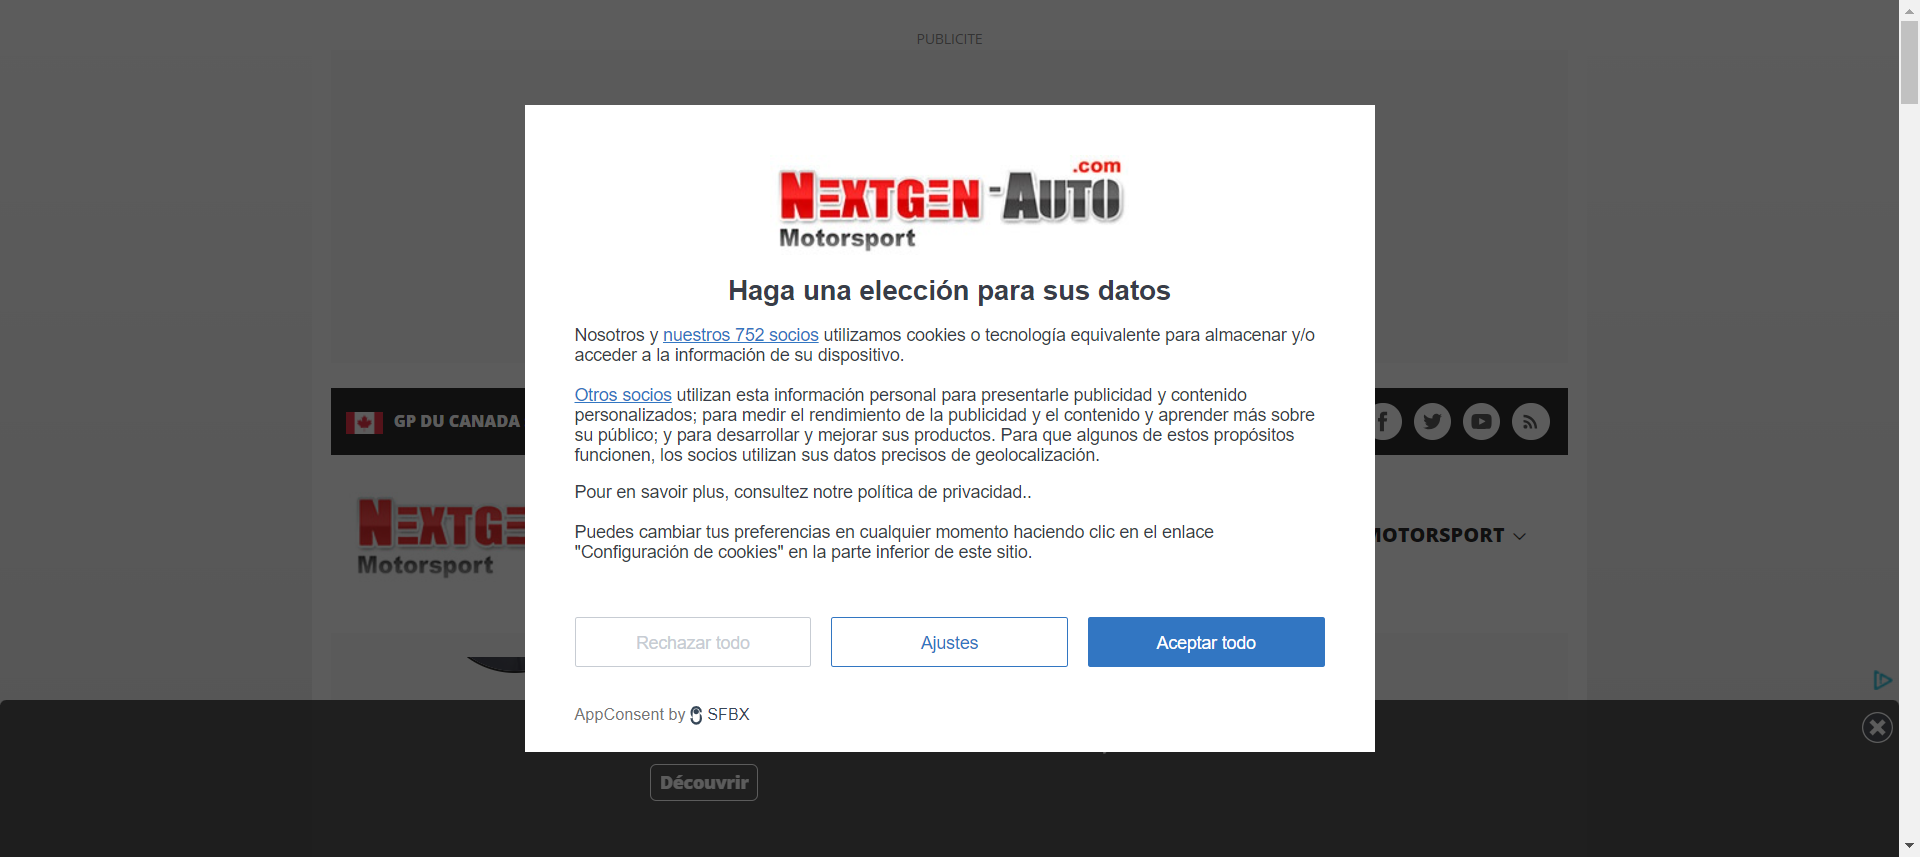 PUBLICITE
.com
NEXTGEN-AUTO
Motorsport
Haga una elección para sus datos
Nosotros y nuestros 752 socios utilizamos cookies o tecnología equivalente para almacenar y/o
acceder a la información de su dispositivo.
Otros socios utilizan esta información personal para presentarle publicidad y contenido
personalizados; para medir el rendimiento de la publicidad y el contenido y aprender más sobre
su público; y para desarrollar y mejorar sus productos. Para que algunos de estos propósitos
funcionen, los socios utilizan sus datos precisos de geolocalización.
Pour en savoir plus, consultez notre política de privacidad..
Puedes cambiar tus preferencias en cualquier momento haciendo clic en el enlace
"Configuración de cookies" en la parte inferior de este sitio.
Rechazar todo
Ajustes
Aceptar todo
AppConsent by SFBX
GP DU CANADA
NEXTGE
Motorsport
MOTORSPORT
Découvrir